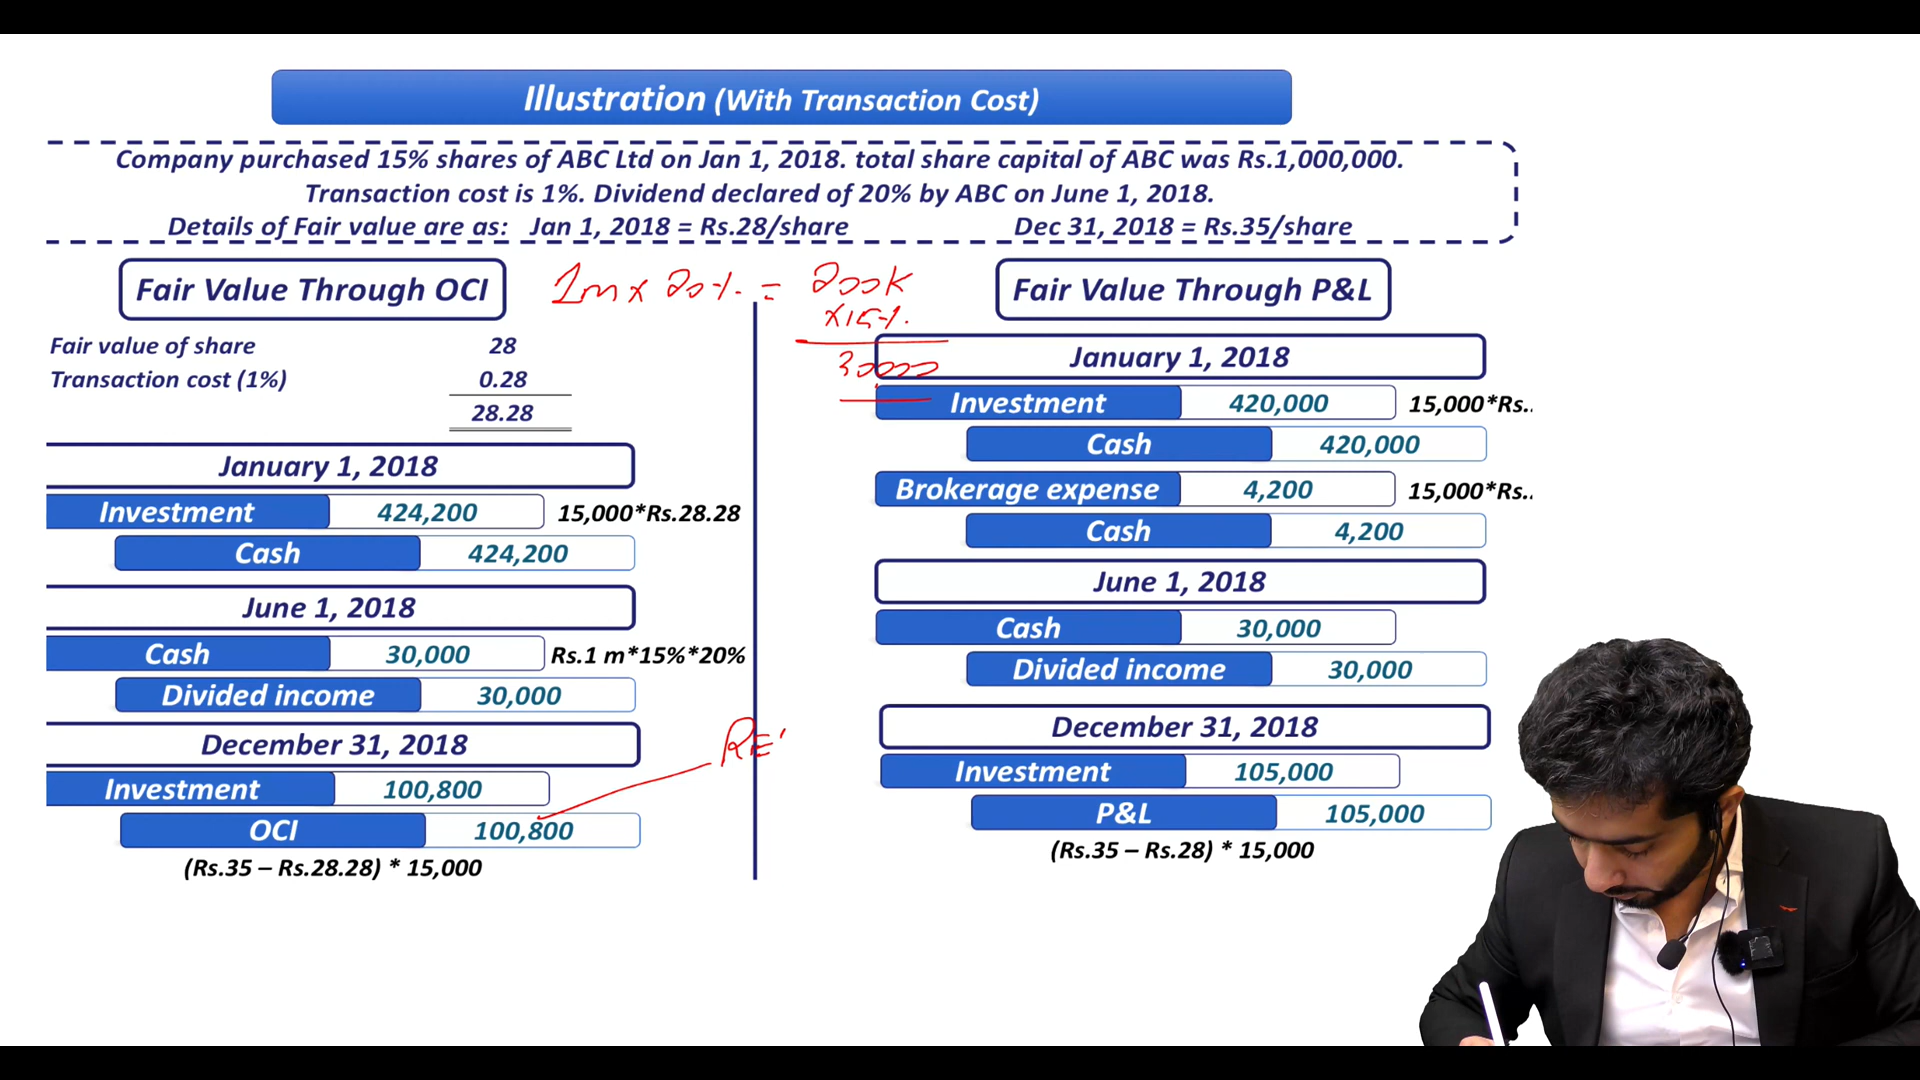 Illustration (With Transaction Cost)
Company purchased 15% shares of ABC Ltd on Jan 1, 2018. total share capital of ABC was Rs.1,000,000.
Transaction cost is 1%. Dividend declared of 20% by ABC on June 1, 2018.
Details of Fair value are as: Jan 1, 2018 = Rs.28/share Dec 31, 2018 = Rs.35/share
Fair Value Through OCI
Fair value of share 28
Transaction cost (1%) 0.28
28.28
January 1, 2018
Investment 424,200 15,000*Rs.28.28
Cash 424,200
June 1, 2018
Cash 30,000 Rs.1 m*15%*20%
Divided income 30,000
December 31, 2018
Investment 100,800
OCI 100,800
(Rs.35 – Rs.28.28) * 15,000
1m x 20% = 200K
x15%
30000
RE
Fair Value Through P&L
January 1, 2018
Investment 420,000 15,000*Rs..
Cash 420,000
Brokerage expense 4,200 15,000*Rs..
Cash 4,200
June 1, 2018
Cash 30,000
Divided income 30,000
December 31, 2018
Investment 105,000
P&L 105,000
(Rs.35 – Rs.28) * 15,000